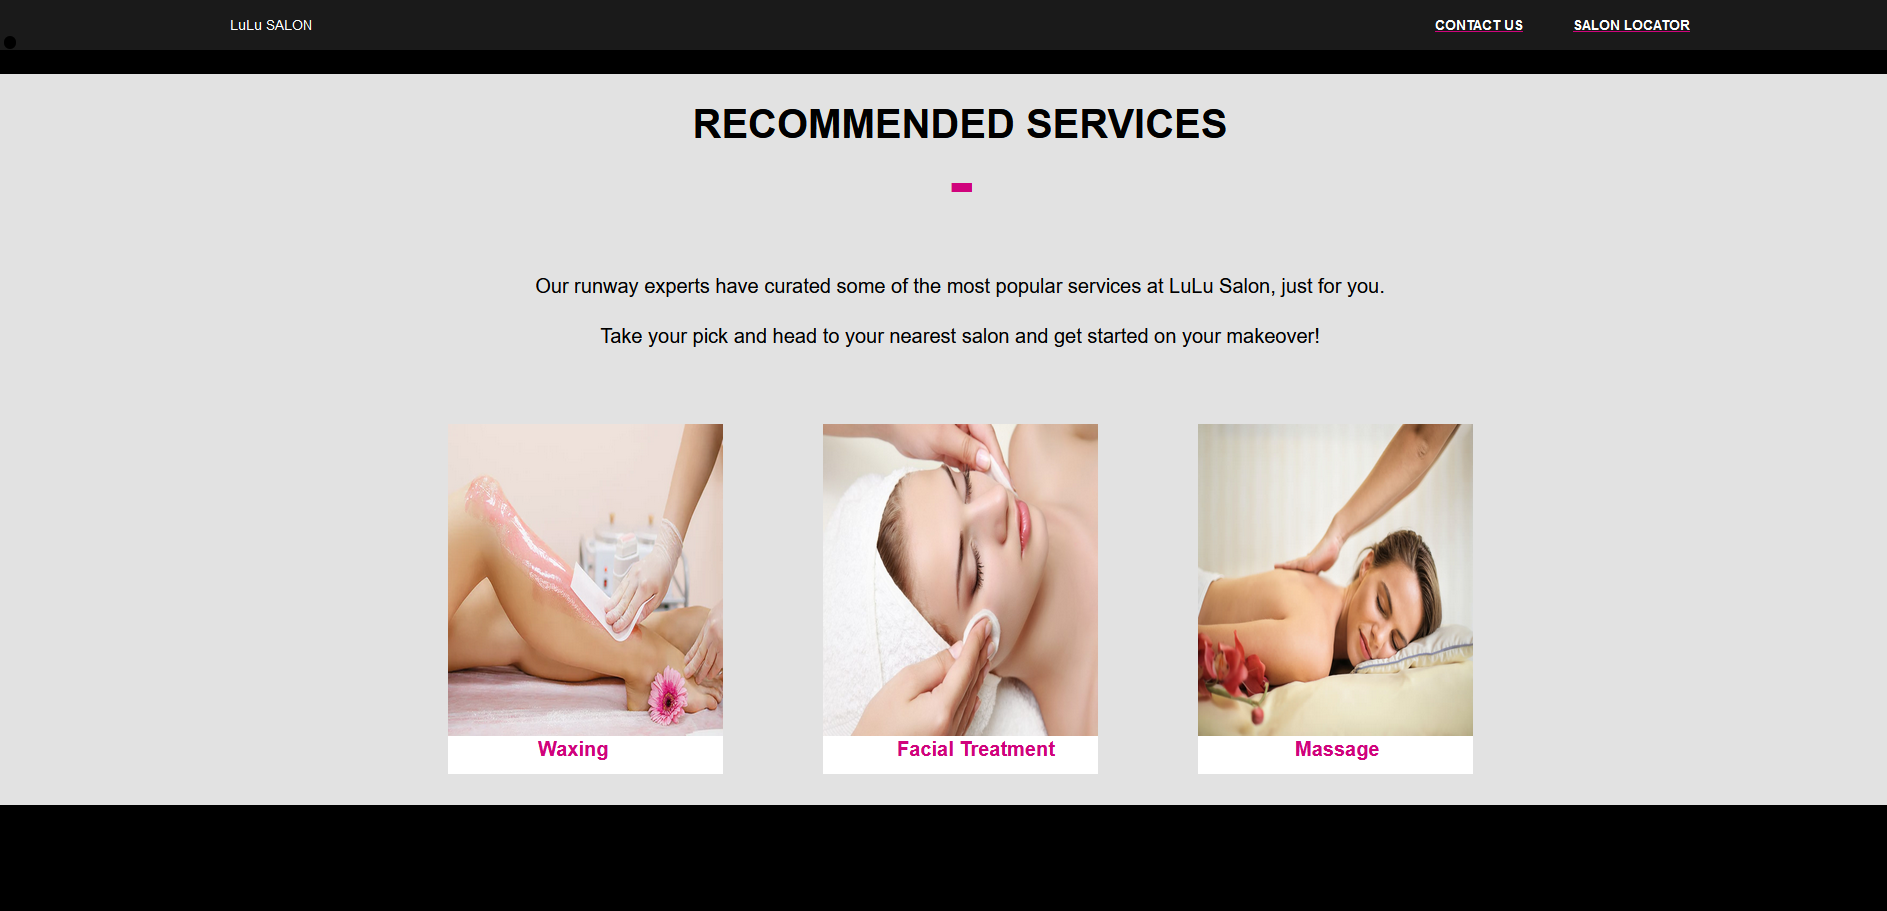 LuLu SALON
CONTACT US
SALON LOCATOR
RECOMMENDED SERVICES
Our runway experts have curated some of the most popular services at LuLu Salon, just for you.
Take your pick and head to your nearest salon and get started on your makeover!
Waxing
Facial Treatment
Massage